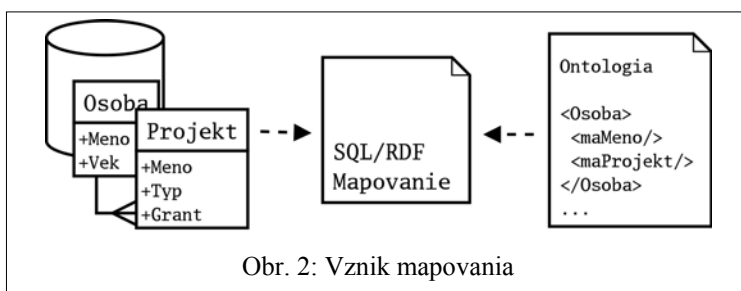 Osoba
+Meno
+Vek
Projekt
+Meno
+Typ
+Grant
SQL/RDF
Mapovanie
Ontologia
<Osoba>
<maMeno/>
<maProjekt/>
</Osoba>
...
Obr. 2: Vznik mapovania